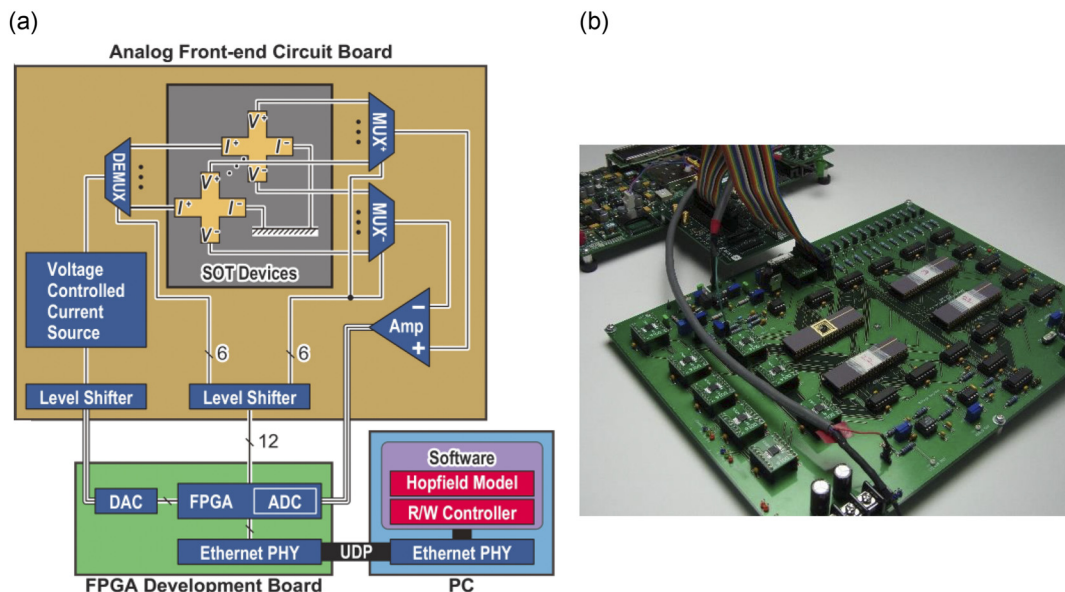 (a)
(b)
Analog Front-end Circuit Board
DEMUX
V+
I+ I-
V-
V+
I+ I-
V-
SOT Devices
MUX+
MUX-
Voltage
Controlled
Current
Source
Amp
-
+
6
6
Level Shifter
Level Shifter
12
DAC
FPGA
ADC
Ethernet PHY
FPGA Development Board
UDP
Software
Hopfield Model
R/W Controller
Ethernet PHY
PC